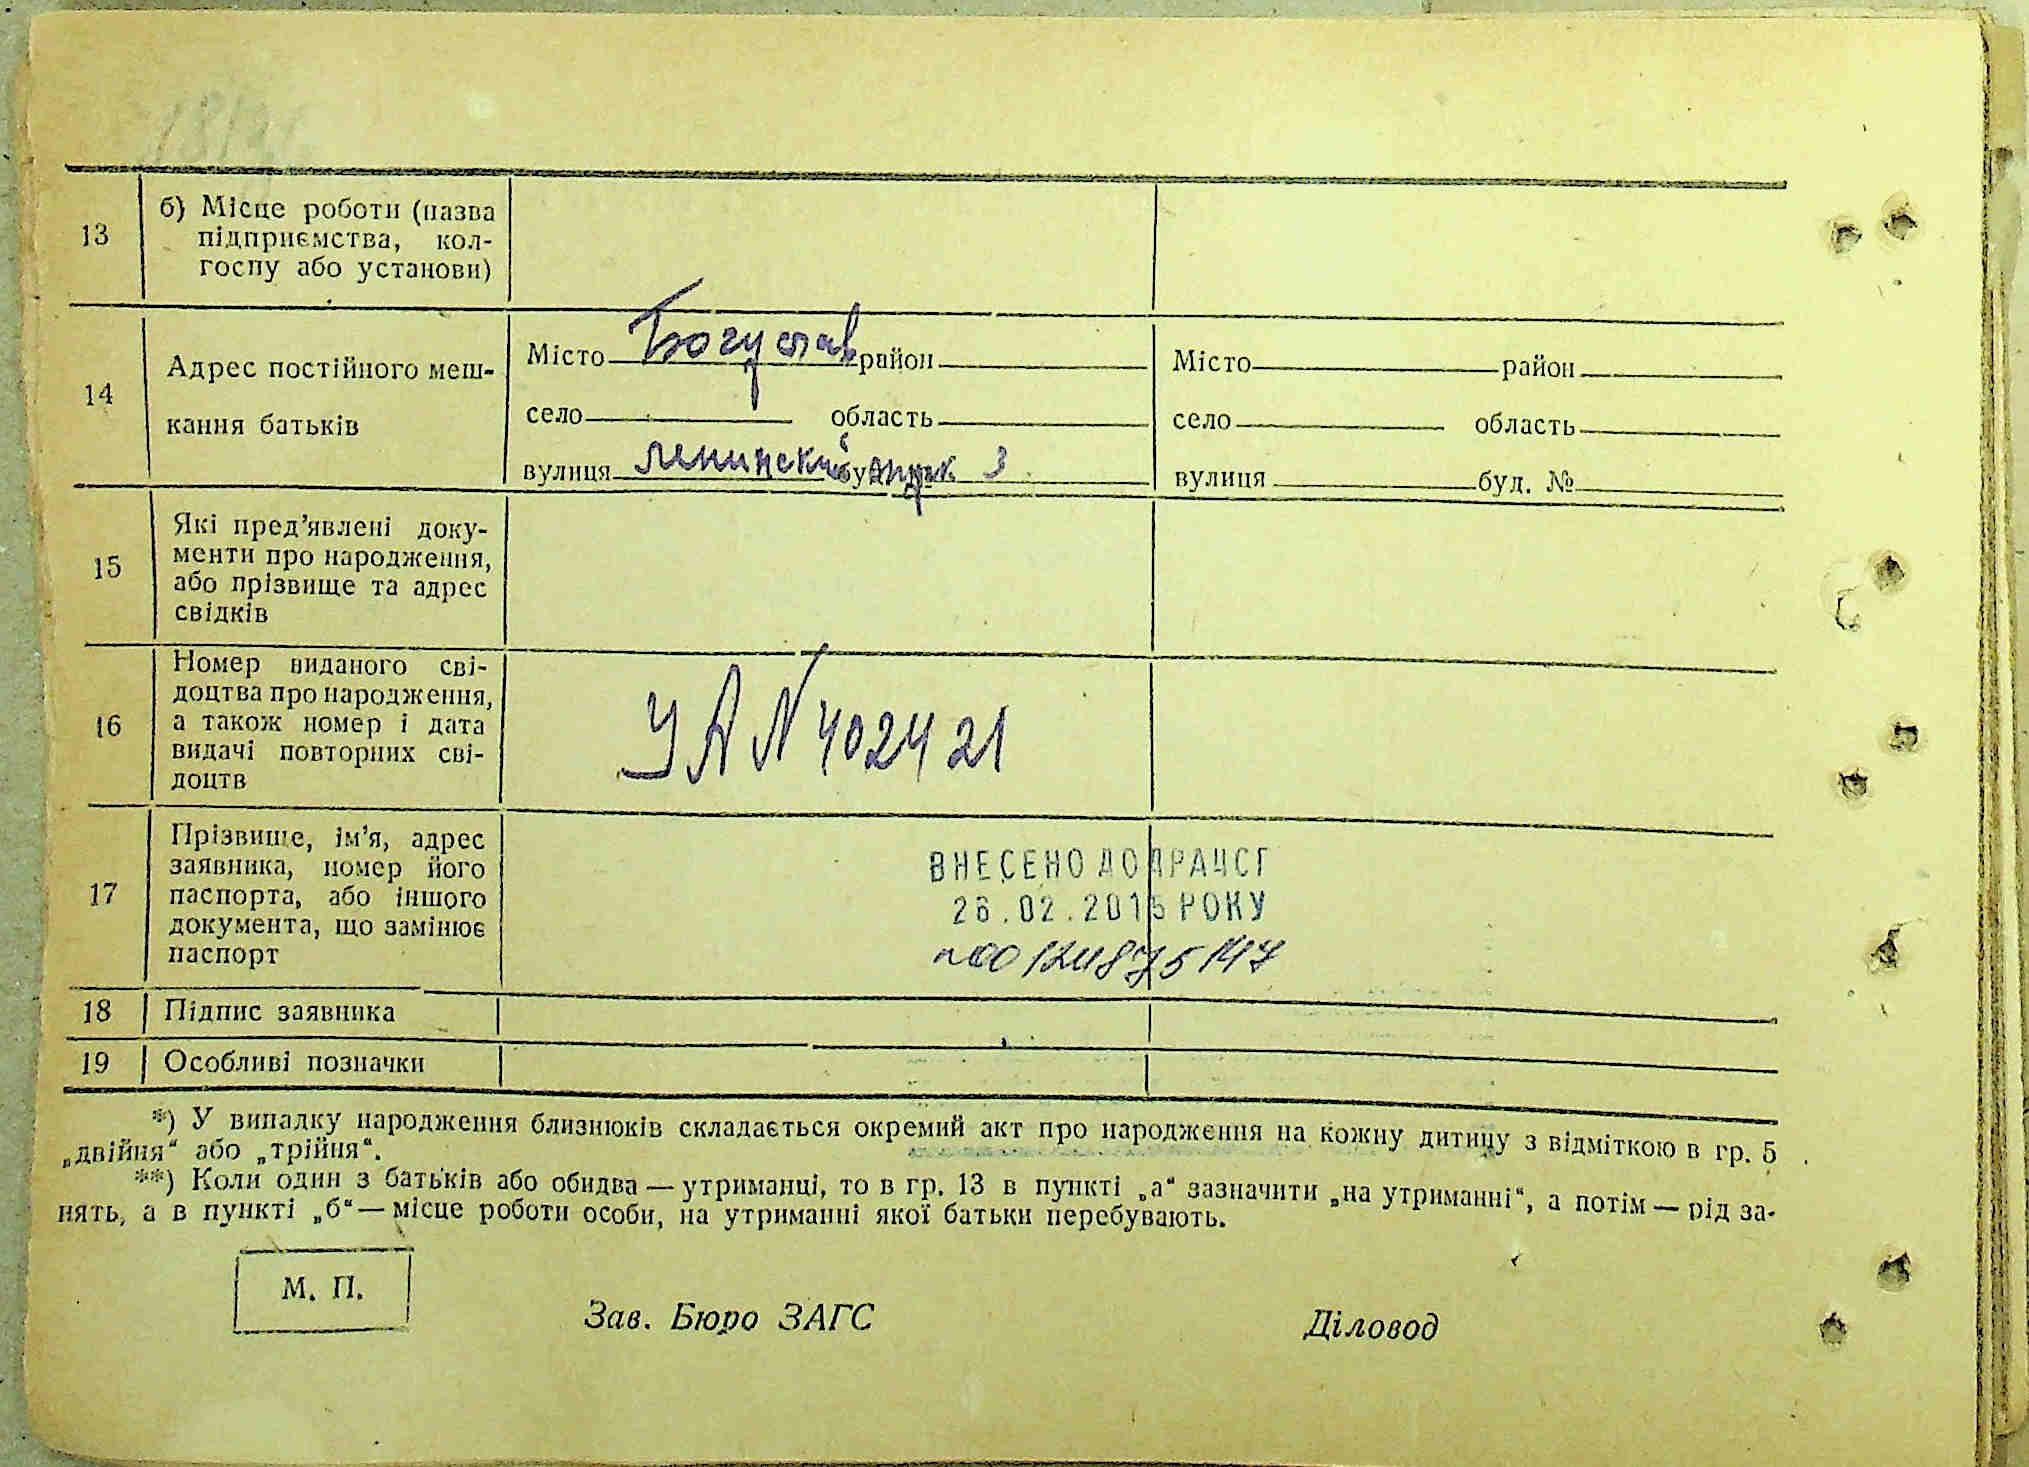 13
б) Місце роботи (назва
підприємства, кол-
госпу або установи)
14
Адрес постійного меш-
кання батьків
Місто Богуслав район
село область
вулиця Ленинский 3
Місто район
село область
вулиця буд. №
15
Які пред'явлені доку-
менти про народження,
або прізвище та адрес
свідків
16
Номер виданого сві-
доцтва про народження,
а також номер і дата
видачі повторних сві-
доцтв
УА N 402421
17
Прізвище, ім'я, адрес
заявника, номер його
паспорта, або іншого
документа, що замінює
паспорт
ВНЕСЕНО ДО ДРАЦСГ
26.02.2015 РОКУ
18 Підпис заявника
19 Особливі позначки
*) У випадку народження близнюків складається окремий акт про народження на кожну дитину з відміткою в гр. 5
„двійня“ або „трійня“.
**) Коли один з батьків або обидва — утриманці, то в гр. 13 в пункті „а“ зазначити „на утриманні“, а потім — рід за-
нять, а в пункті „б“ — місце роботи особи, на утриманні якої батьки перебувають.
М. П.
Зав. Бюро ЗАГС
Діловод